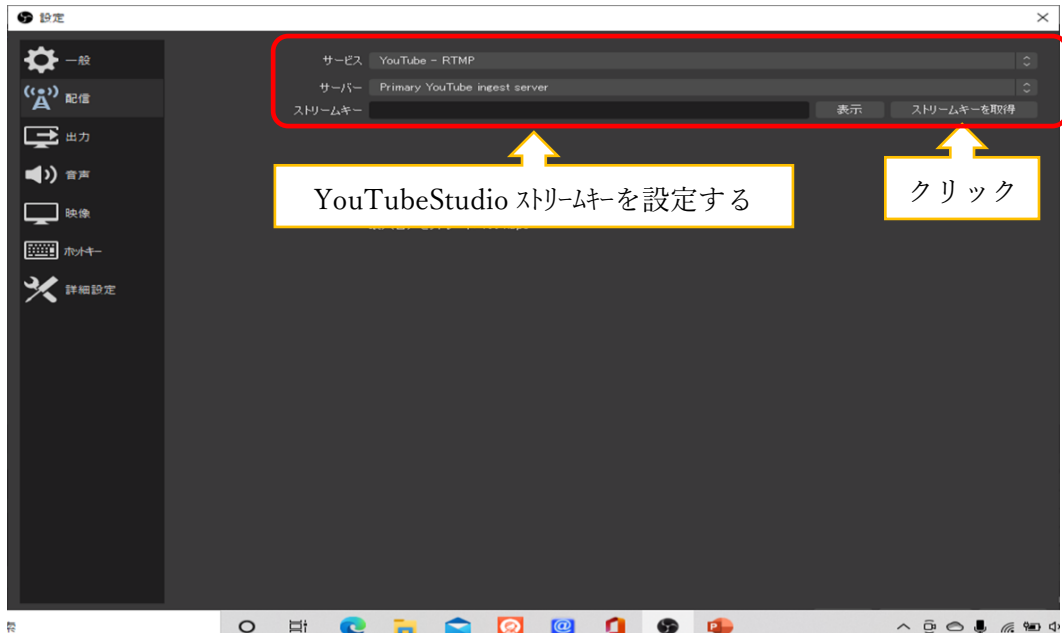 設定
一般
配信
出力
音声
映像
ホットキー
詳細設定
サービス YouTube - RTMP
サーバー Primary YouTube ingest server
ストリームキー 表示 ストリームキーを取得
YouTubeStudio ストリームキーを設定する
クリック